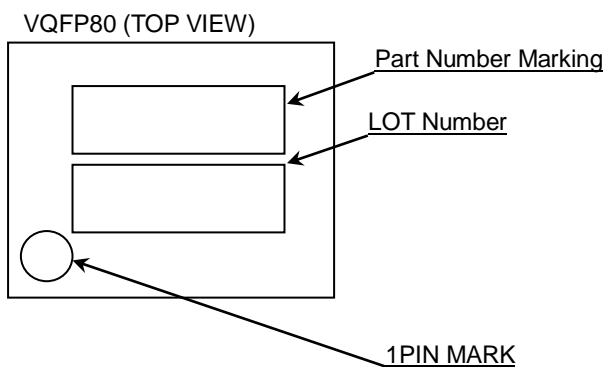 VQFP80 (TOP VIEW)
Part Number Marking
LOT Number
1PIN MARK